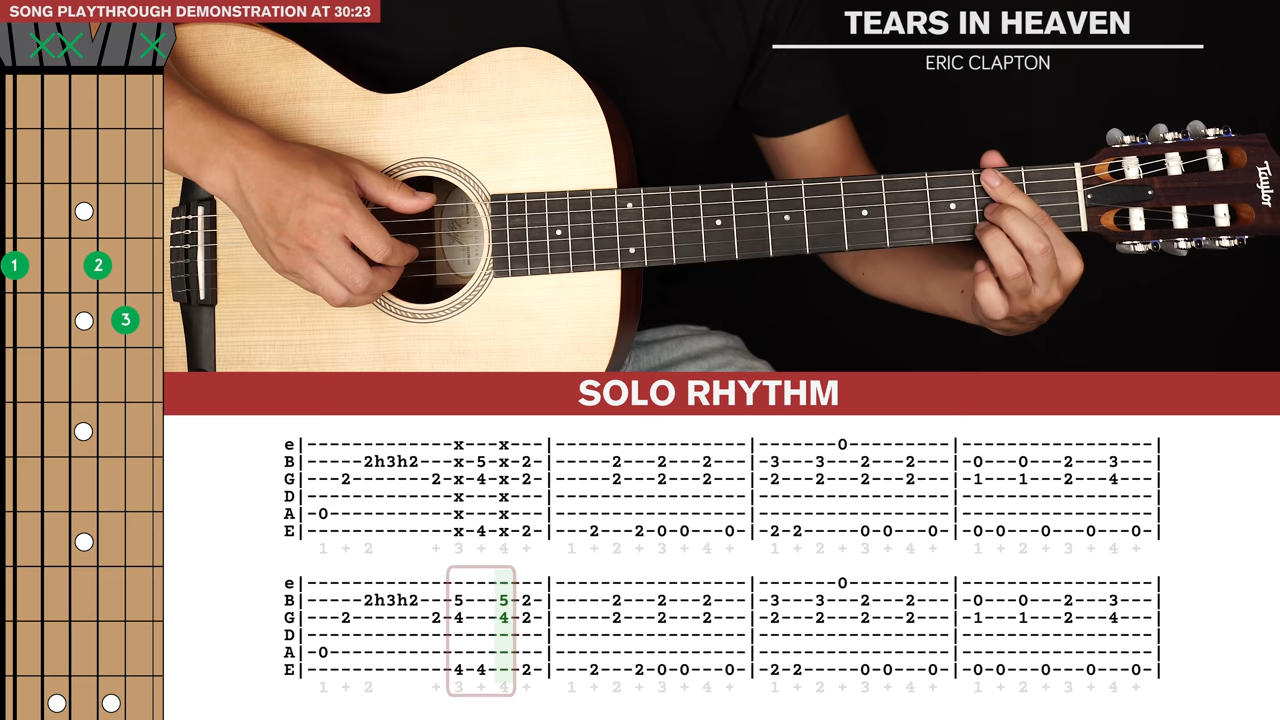 SONG PLAYTHROUGH DEMONSTRATION AT 30:23
TEARS IN HEAVEN
ERIC CLAPTON
Taylor
1
2
3
SOLO RHYTHM
e|-------------x---x---|-----------------|-------0---------|-----------------|
B|-----2h3h2---x-5-x-2-|-----2---2---2---|-3---3---2---2---|-0---0---2---3---|
G|---2-------2-x-4-x-2-|-----2---2---2---|-2---2---2---2---|-1---1---2---4---|
D|-------------x---x---|-----------------|-----------------|-----------------|
A|-0-----------x---x---|-----------------|-----------------|-----------------|
E|-------------x-4-x-2-|---2---2-0-0---0-|-2-2-----0-0---0-|-0-0---0-0-0---0-|
1 + 2 + 3 + 4 + 1 + 2 + 3 + 4 + 1 + 2 + 3 + 4 + 1 + 2 + 3 + 4 +
e|---------------------|-----------------|-------0---------|-----------------|
B|-----2h3h2---5---5-2-|-----2---2---2---|-3---3---2---2---|-0---0---2---3---|
G|---2-------2-4---4-2-|-----2---2---2---|-2---2---2---2---|-1---1---2---4---|
D|---------------------|-----------------|-----------------|-----------------|
A|-0-------------------|-----------------|-----------------|-----------------|
E|-------------4-4---2-|---2---2-0-0---0-|-2-2-----0-0---0-|-0-0---0-0-0---0-|
1 + 2 + 3 + 4 + 1 + 2 + 3 + 4 + 1 + 2 + 3 + 4 + 1 + 2 + 3 + 4 +